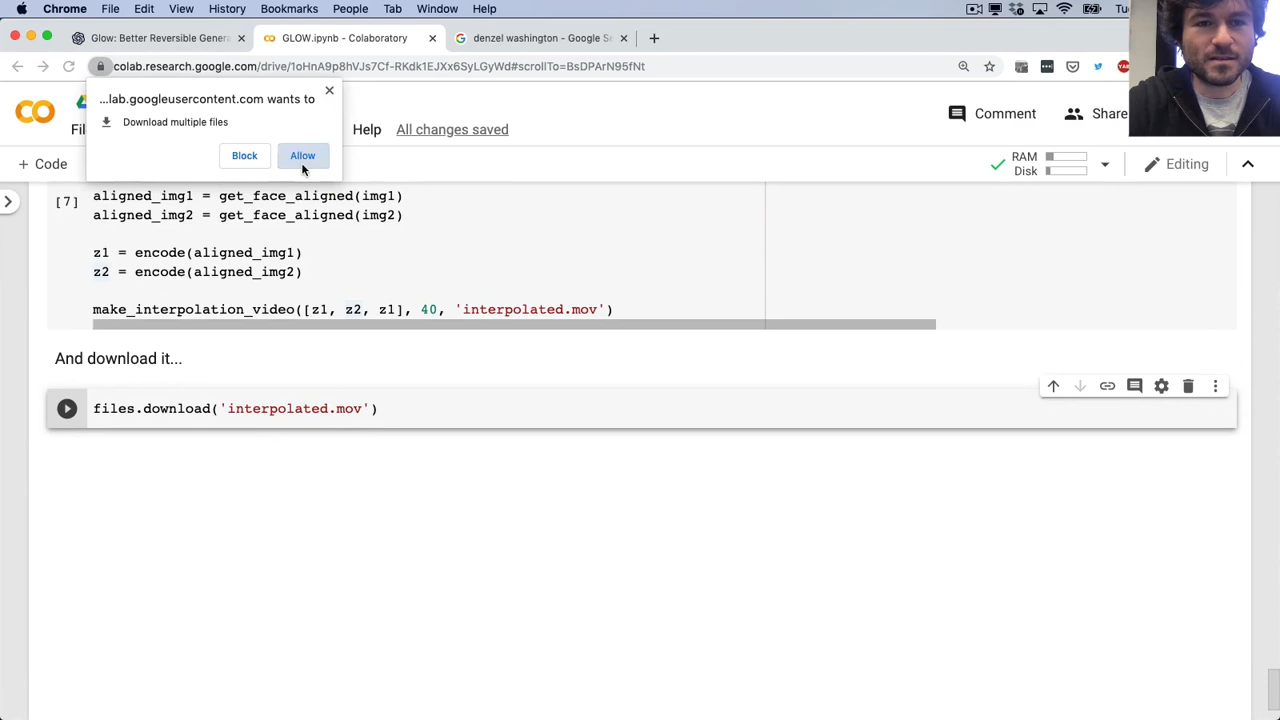 Chrome File Edit View History Bookmarks People Tab Window Help
Glow: Better Reversible Genera
GLOW.ipynb - Colaboratory
denzel washington - Google Se
colab.research.google.com/drive/1oHnA9p8hVJs7Cf-RKdk1EJXx6SyLGyWd#scrollTo=BsDPArN95fNt
...lab.googleusercontent.com wants to
Download multiple files
Block Allow
Help All changes saved
Comment Share
+ Code
RAM
Disk
Editing
[7] aligned_img1 = get_face_aligned(img1)
aligned_img2 = get_face_aligned(img2)
z1 = encode(aligned_img1)
z2 = encode(aligned_img2)
make_interpolation_video([z1, z2, z1], 40, 'interpolated.mov')
And download it...
files.download('interpolated.mov')